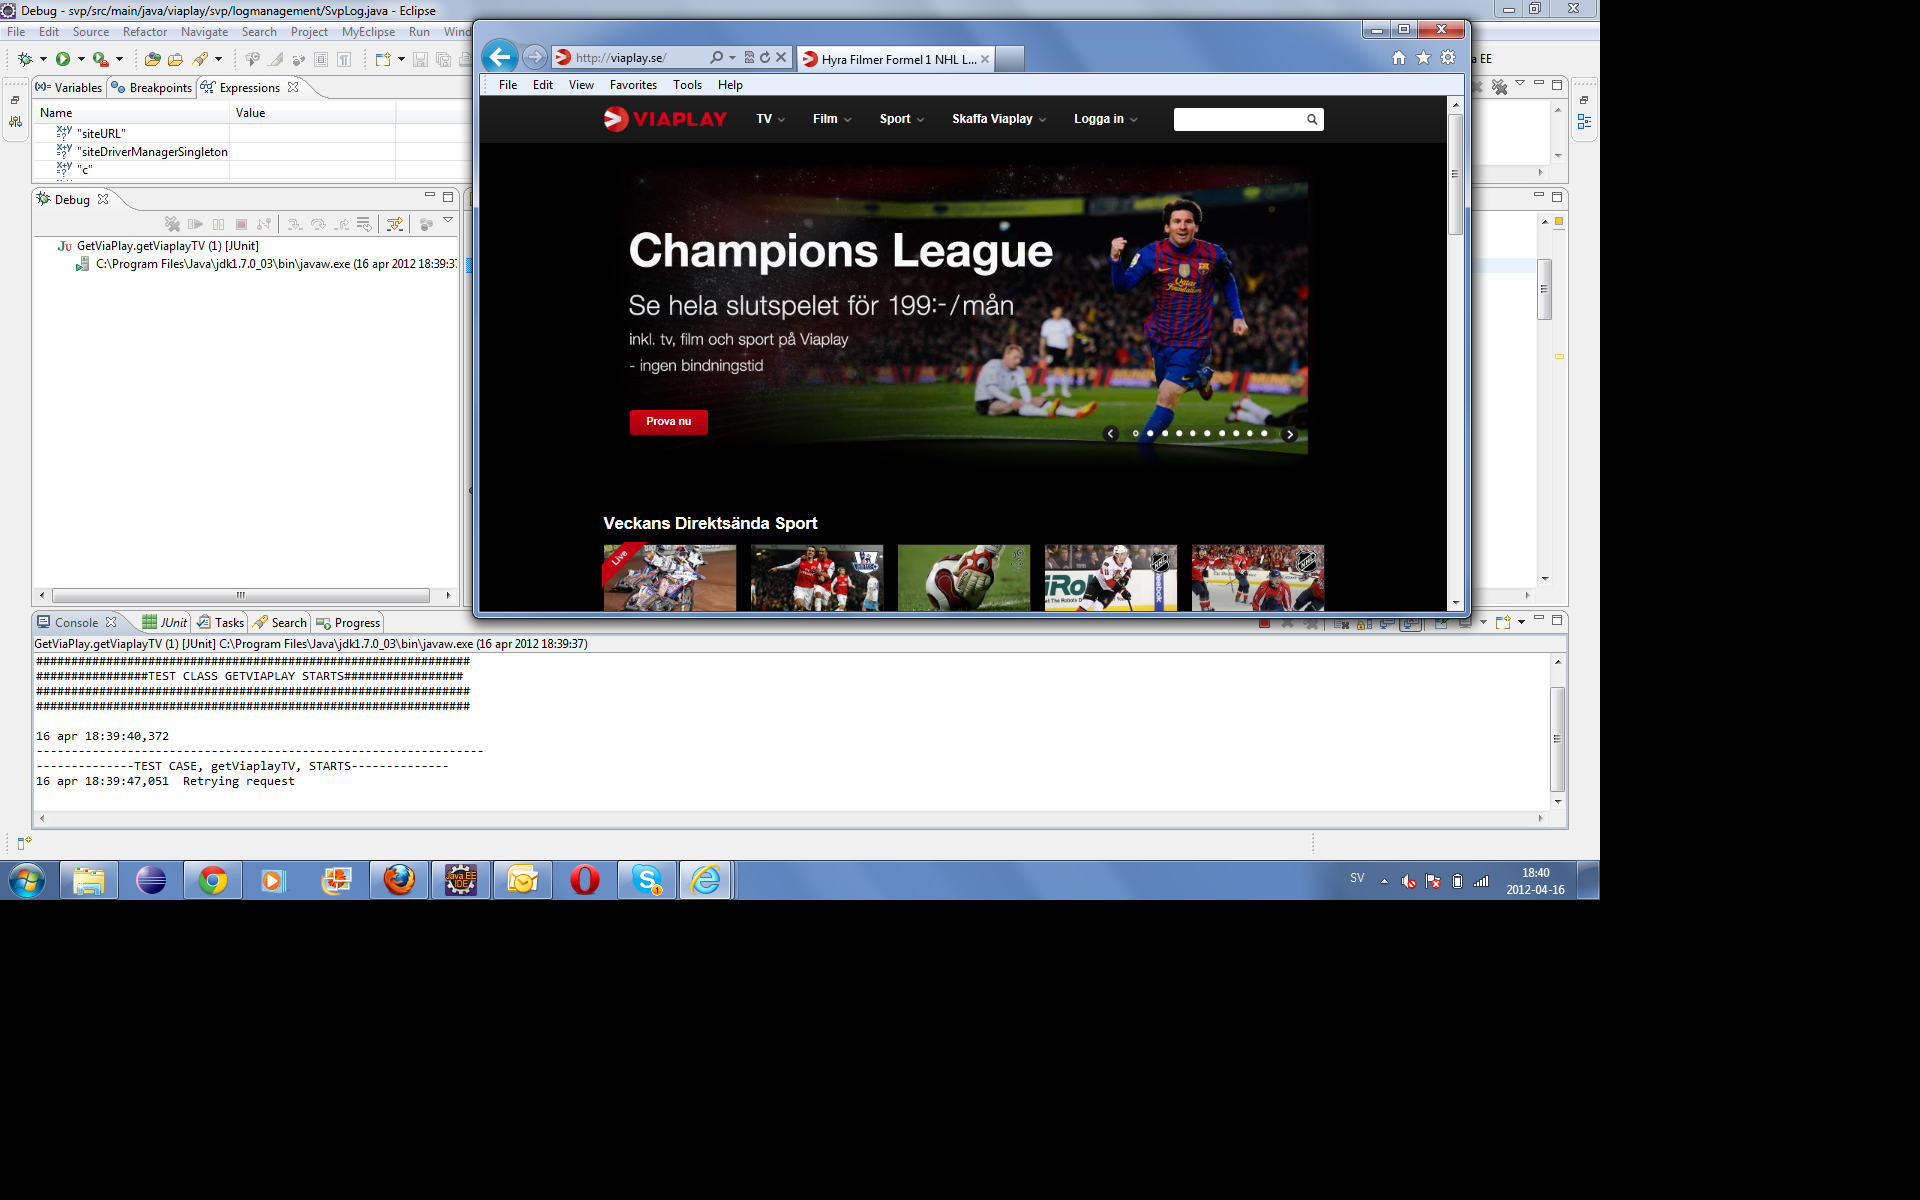 Debug - svp/src/main/java/viaplay/svp/logmanagement/SvpLog.java - Eclipse
File Edit Source Refactor Navigate Search Project MyEclipse Run Wind
http://viaplay.se/
Hyra Filmer Formel 1 NHL L...
File Edit View Favorites Tools Help
VIAPLAY TV Film Sport Skaffa Viaplay Logga in
EE
Variables Breakpoints Expressions
Name Value
"siteURL"
"siteDriverManagerSingleton
"c"
Debug
GetViaPlay.getViaplayTV (1) [JUnit]
C:\Program Files\Java\jdk1.7.0_03\bin\javaw.exe (16 apr 2012 18:39:37
Champions League
Se hela slutspelet för 199:-/mån
inkl. tv, film och sport på Viaplay
- ingen bindningstid
Prova nu
Qatar
Foundation
Veckans Direktsända Sport
Live
Console JUnit Tasks Search Progress
GetViaPlay.getViaplayTV (1) [JUnit] C:\Program Files\Java\jdk1.7.0_03\bin\javaw.exe (16 apr 2012 18:39:37)
##############################################################
################TEST CLASS GETVIAPLAY STARTS#################
##############################################################
##############################################################
16 apr 18:39:40,372
----------------------------------------------------------------
--------------TEST CASE, getViaplayTV, STARTS--------------
16 apr 18:39:47,051 Retrying request
Java EE
IDE
SV
18:40
2012-04-16